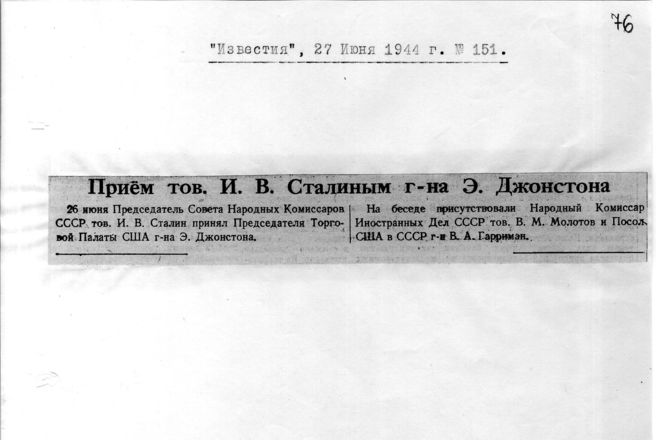 76
"Известия", 27 Июня 1944 г. № 151.
Приём тов. И. В. Сталиным г-на Э. Джонстона
26 июня Председатель Совета Народных Комиссаров
СССР тов. И. В. Сталин принял Председателя Торго-
вой Палаты США г-на Э. Джонстона.
На беседе присутствовали Народный Комиссар
Иностранных Дел СССР тов. В. М. Молотов и Посол
США в СССР г-н В. А. Гарриман.